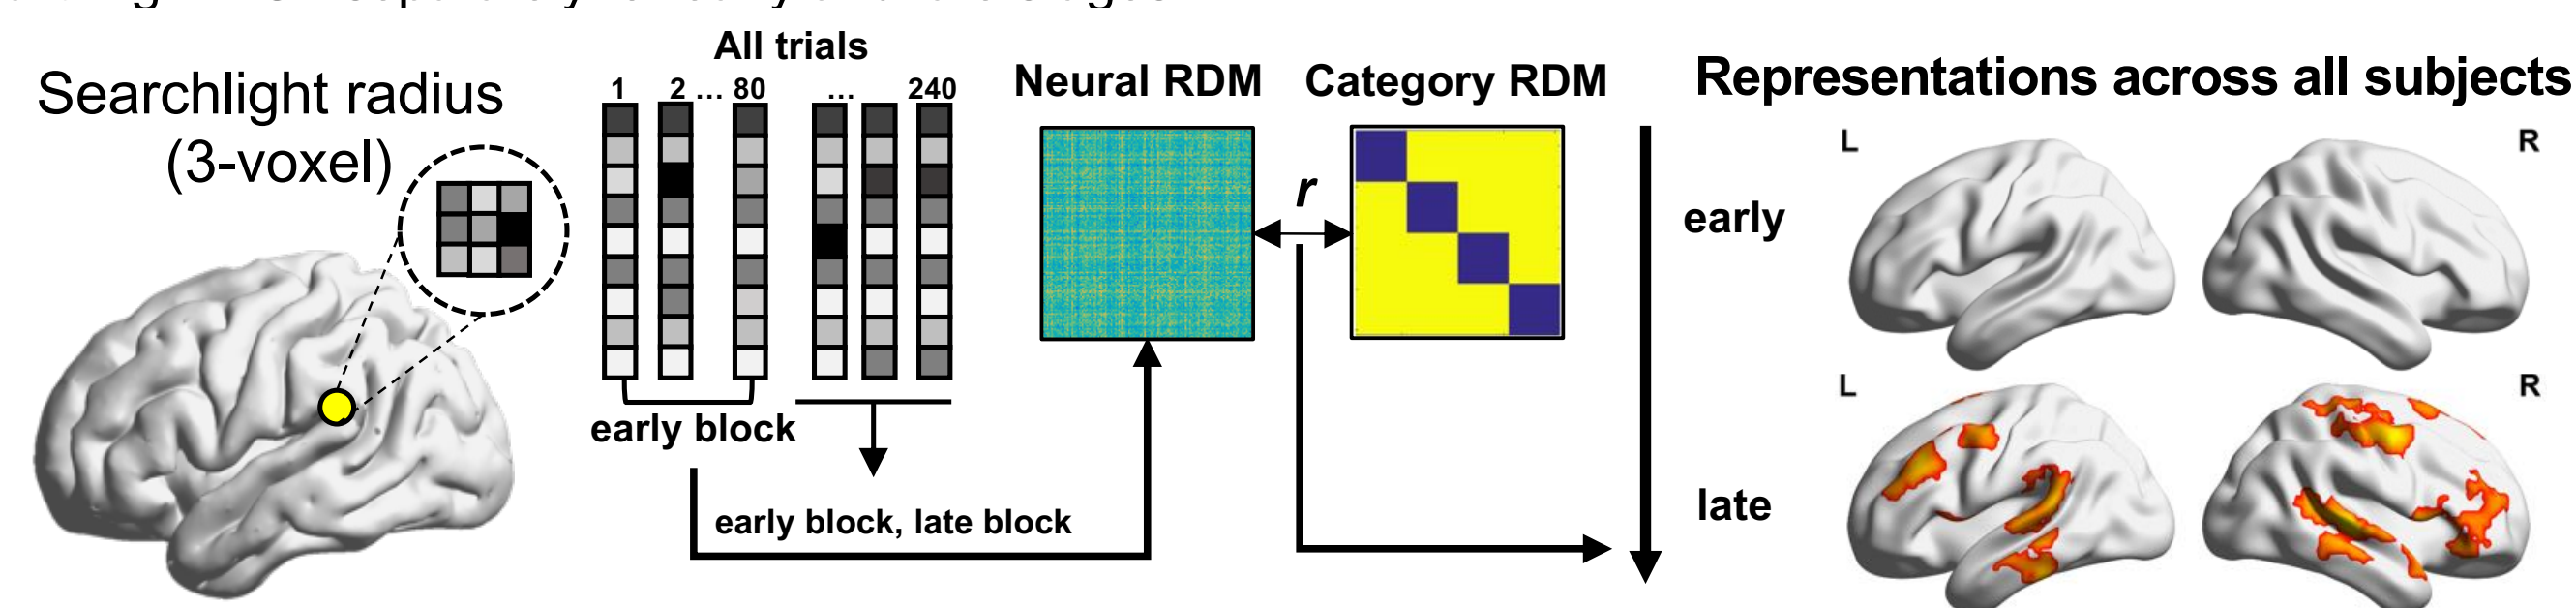 Searchlight radius
(3-voxel)
All trials
1 2 ... 80 ... 240
early block
early block, late block
Neural RDM
Category RDM
r
Representations across all subjects
early
L R
late
L R